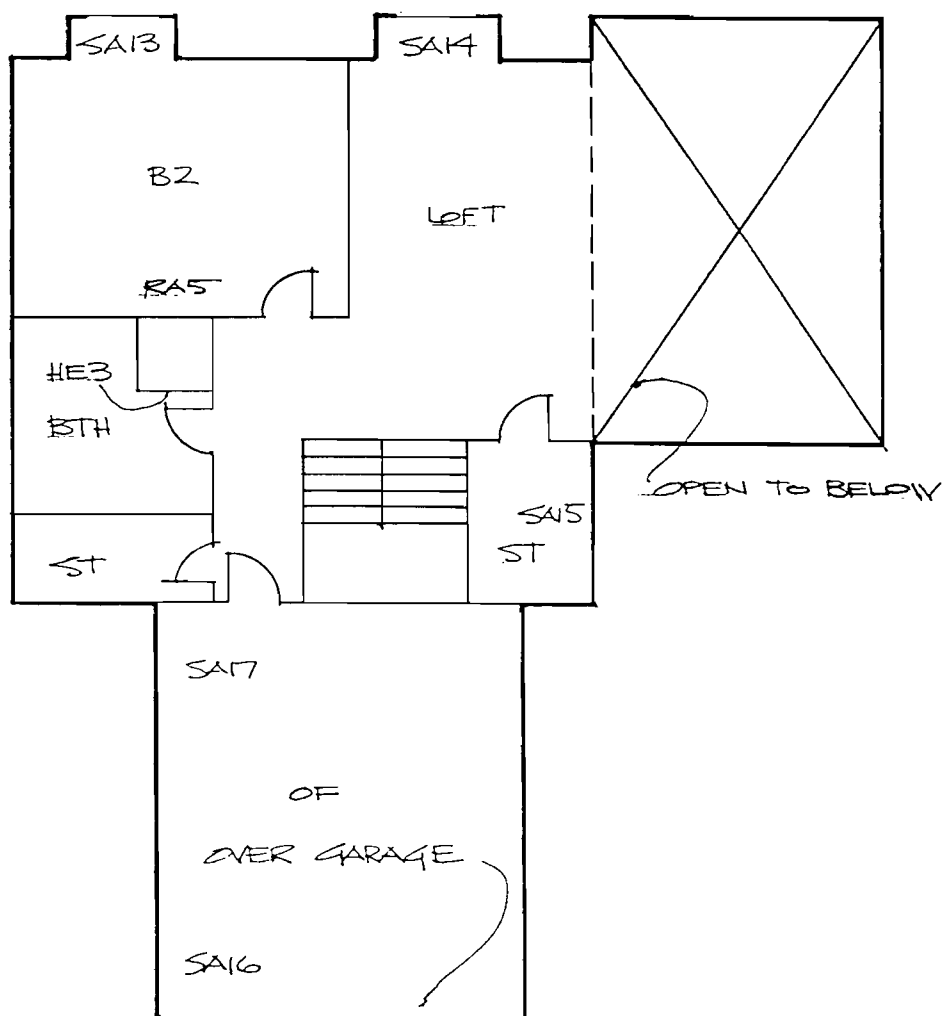 SA13
SA14
B2
LOFT
RA5
HE3
BTH
OPEN TO BELOW
SA15
ST
ST
SA17
OF
OVER GARAGE
SA16